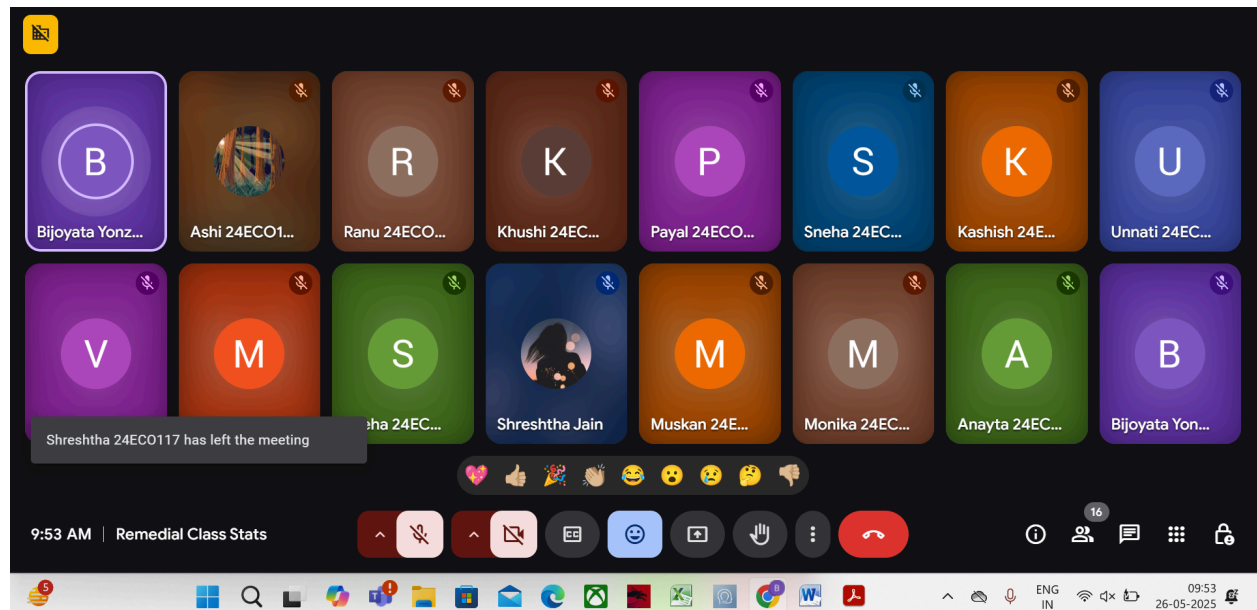 B
R
K
P
S
K
U
Bijoyata Yonz...
Ashi 24ECO1...
Ranu 24ECO...
Khushi 24EC...
Payal 24ECO...
Sneha 24EC...
Kashish 24E...
Unnati 24EC...
V
M
S
M
M
A
B
eha 24EC...
Shreshtha Jain
Muskan 24E...
Monika 24EC...
Anayta 24EC...
Bijoyata Yon...
Shreshtha 24ECO117 has left the meeting
9:53 AM | Remedial Class Stats
CC
16
5
B
W
ENG
IN
09:53
26-05-2025